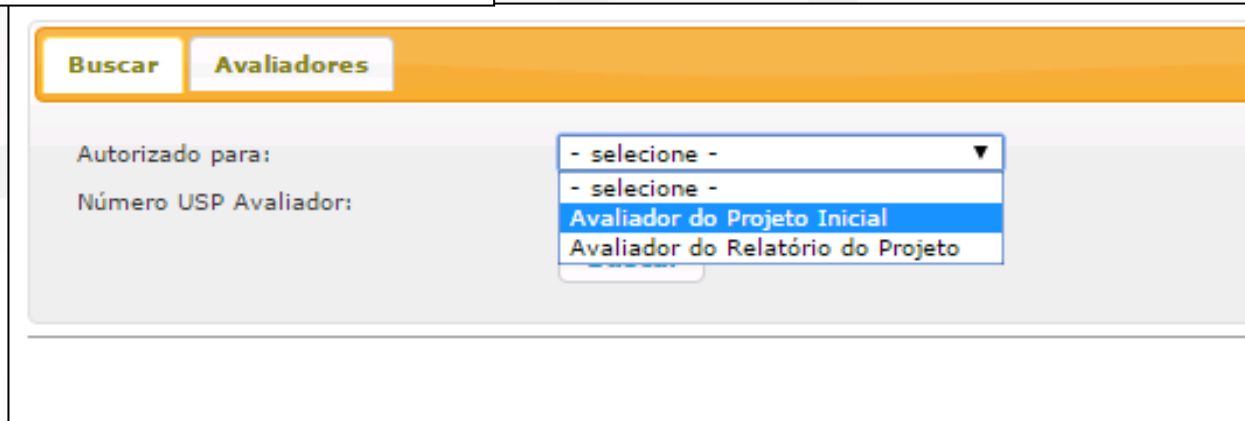 Buscar Avaliadores
Autorizado para: - selecione -
- selecione -
Número USP Avaliador:
Avaliador do Projeto Inicial
Avaliador do Relatório do Projeto